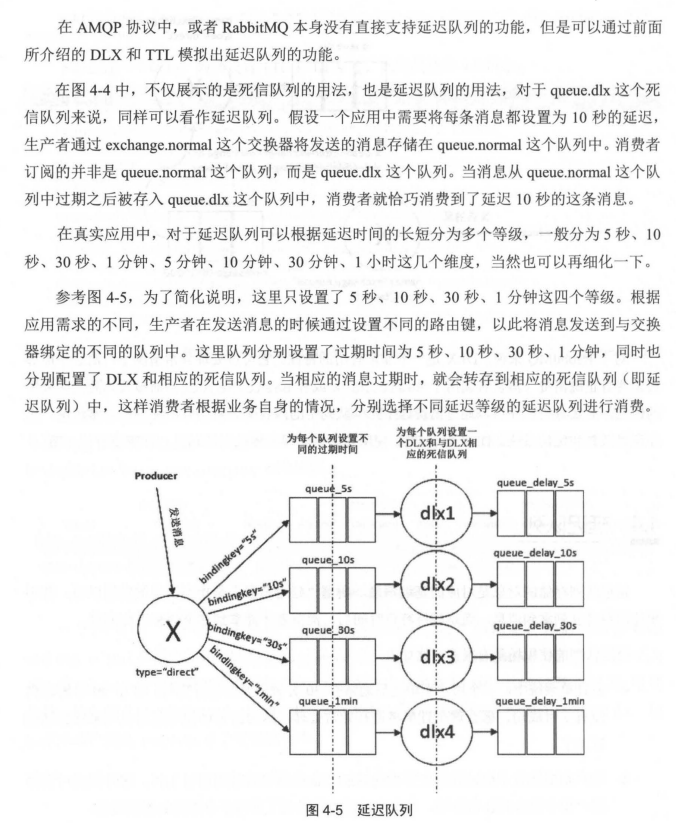 在 AMQP 协议中，或者 RabbitMQ 本身没有直接支持延迟队列的功能，但是可以通过前面
所介绍的 DLX 和 TTL 模拟出延迟队列的功能。
在图 4-4 中，不仅展示的是死信队列的用法，也是延迟队列的用法，对于 queue.dlx 这个死
信队列来说，同样可以看作延迟队列。假设一个应用中需要将每条消息都设置为 10 秒的延迟，
生产者通过 exchange.normal 这个交换器将发送的消息存储在 queue.normal 这个队列中。消费者
订阅的并非是 queue.normal 这个队列，而是 queue.dlx 这个队列。当消息从 queue.normal 这个队
列中过期之后被存入 queue.dlx 这个队列中，消费者就恰巧消费到了延迟 10 秒的这条消息。
在真实应用中，对于延迟队列可以根据延迟时间的长短分为多个等级，一般分为 5 秒、10
秒、30 秒、1 分钟、5 分钟、10 分钟、30 分钟、1 小时这几个维度，当然也可以再细化一下。
参考图 4-5，为了简化说明，这里只设置了 5 秒、10 秒、30 秒、1 分钟这四个等级。根据
应用需求的不同，生产者在发送消息的时候通过设置不同的路由键，以此将消息发送到与交换
器绑定的不同的队列中。这里队列分别设置了过期时间为 5 秒、10 秒、30 秒、1 分钟，同时也
分别配置了 DLX 和相应的死信队列。当相应的消息过期时，就会转存到相应的死信队列（即延
迟队列）中，这样消费者根据业务自身的情况，分别选择不同延迟等级的延迟队列进行消费。
为每个队列设置不
同的过期时间
为每个队列设置一
个DLX和与DLX相
应的死信队列
Producer
发送消息
queue_5s
dlx1
queue_delay_5s
bindingkey="5s"
queue_10s
dlx2
queue_delay_10s
bindingkey="10s"
X
type="direct"
bindingkey="30s"
queue_30s
dlx3
queue_delay_30s
bindingkey="1min"
queue_1min
dlx4
queue_delay_1min
图 4-5 延迟队列